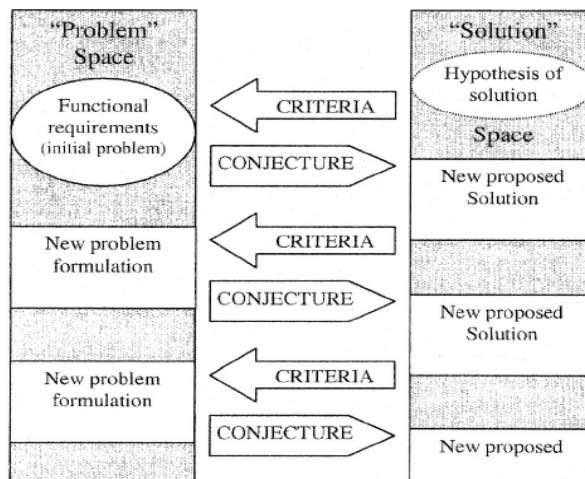 “Problem”
Space
Functional
requirements
(initial problem)
New problem
formulation
New problem
formulation
CRITERIA
CONJECTURE
CRITERIA
CONJECTURE
CRITERIA
CONJECTURE
“Solution”
Hypothesis of
solution
Space
New proposed
Solution
New proposed
Solution
New proposed